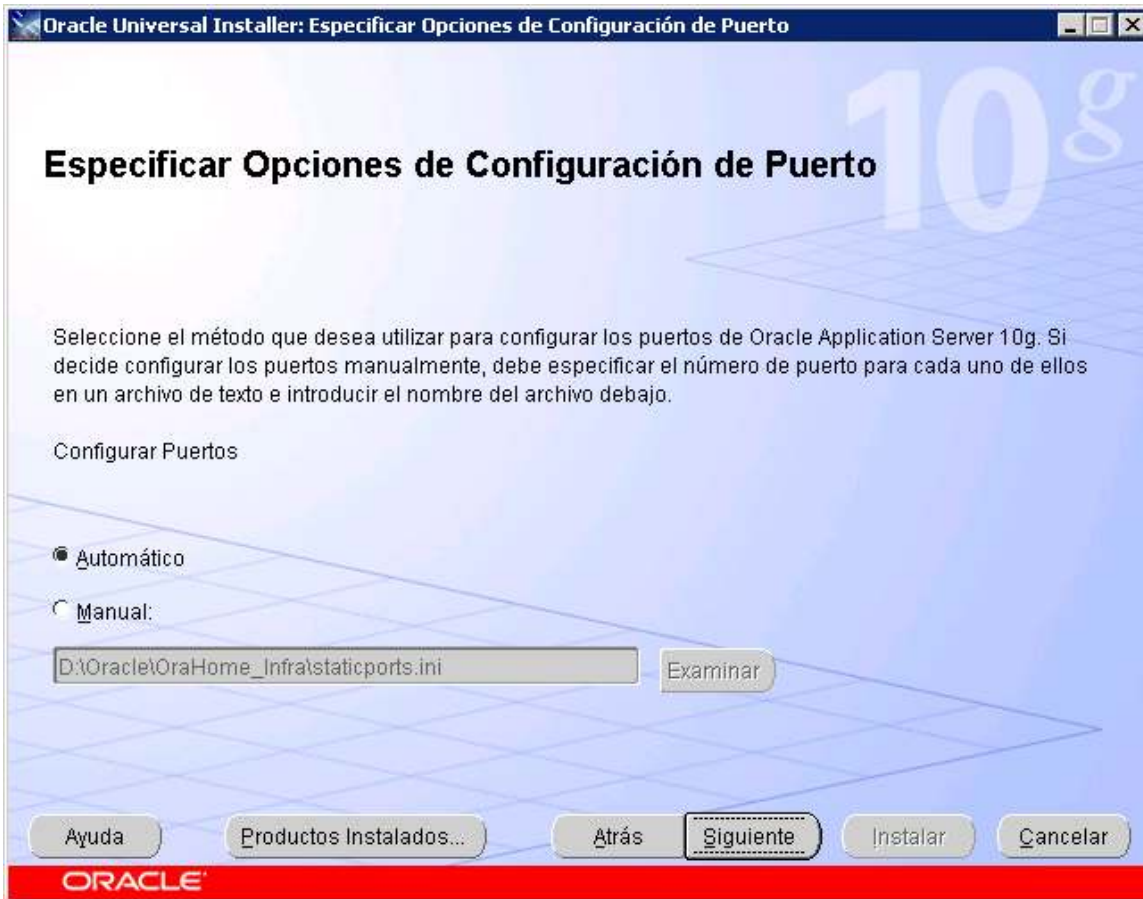 Oracle Universal Installer: Especificar Opciones de Configuración de Puerto
10g
Especificar Opciones de Configuración de Puerto
Seleccione el método que desea utilizar para configurar los puertos de Oracle Application Server 10g. Si
decide configurar los puertos manualmente, debe especificar el número de puerto para cada uno de ellos
en un archivo de texto e introducir el nombre del archivo debajo.
Configurar Puertos
Automático
Manual:
D:\Oracle\OraHome_Infra\staticports.ini
Examinar
Ayuda
Productos Instalados...
Atrás
Siguiente
Instalar
Cancelar
ORACLE